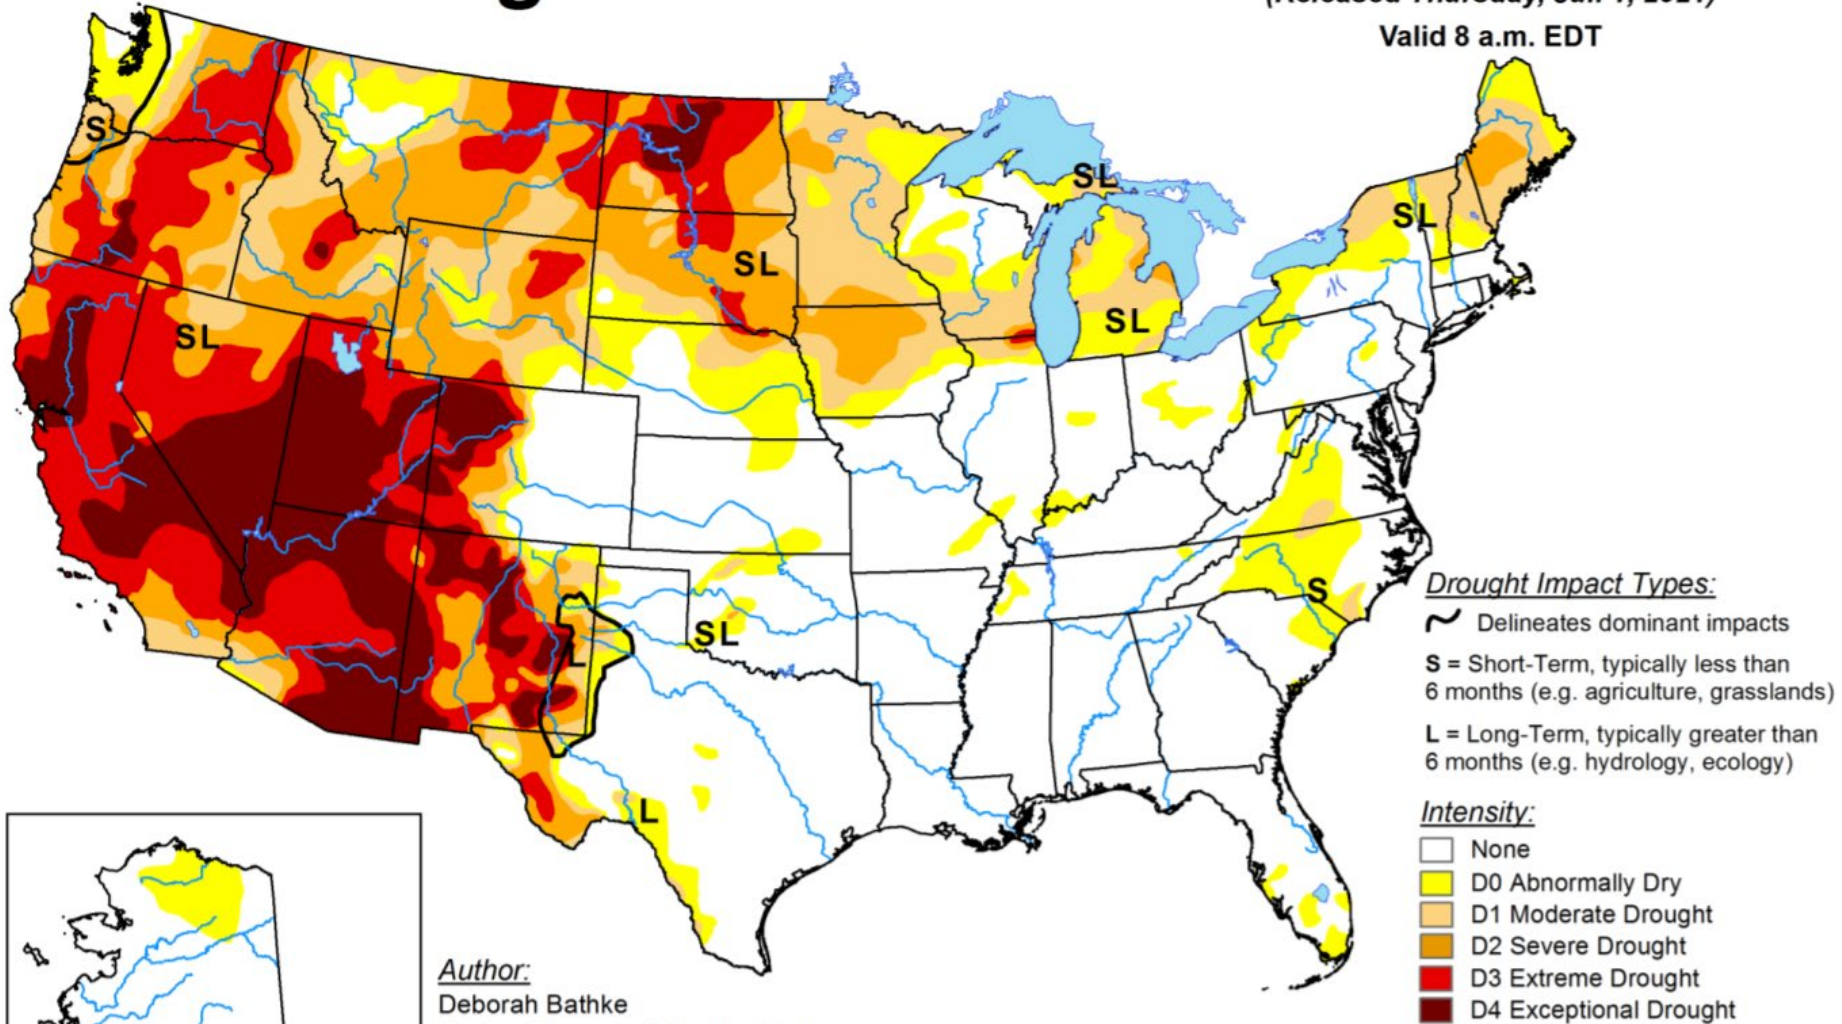 Valid 8 a.m. EDT
S
SL
SL
SL
SL
SL
SL
S
L
L
Drought Impact Types:
Delineates dominant impacts
S = Short-Term, typically less than
6 months (e.g. agriculture, grasslands)
L = Long-Term, typically greater than
6 months (e.g. hydrology, ecology)
Intensity:
None
D0 Abnormally Dry
D1 Moderate Drought
D2 Severe Drought
D3 Extreme Drought
D4 Exceptional Drought
Author:
Deborah Bathke